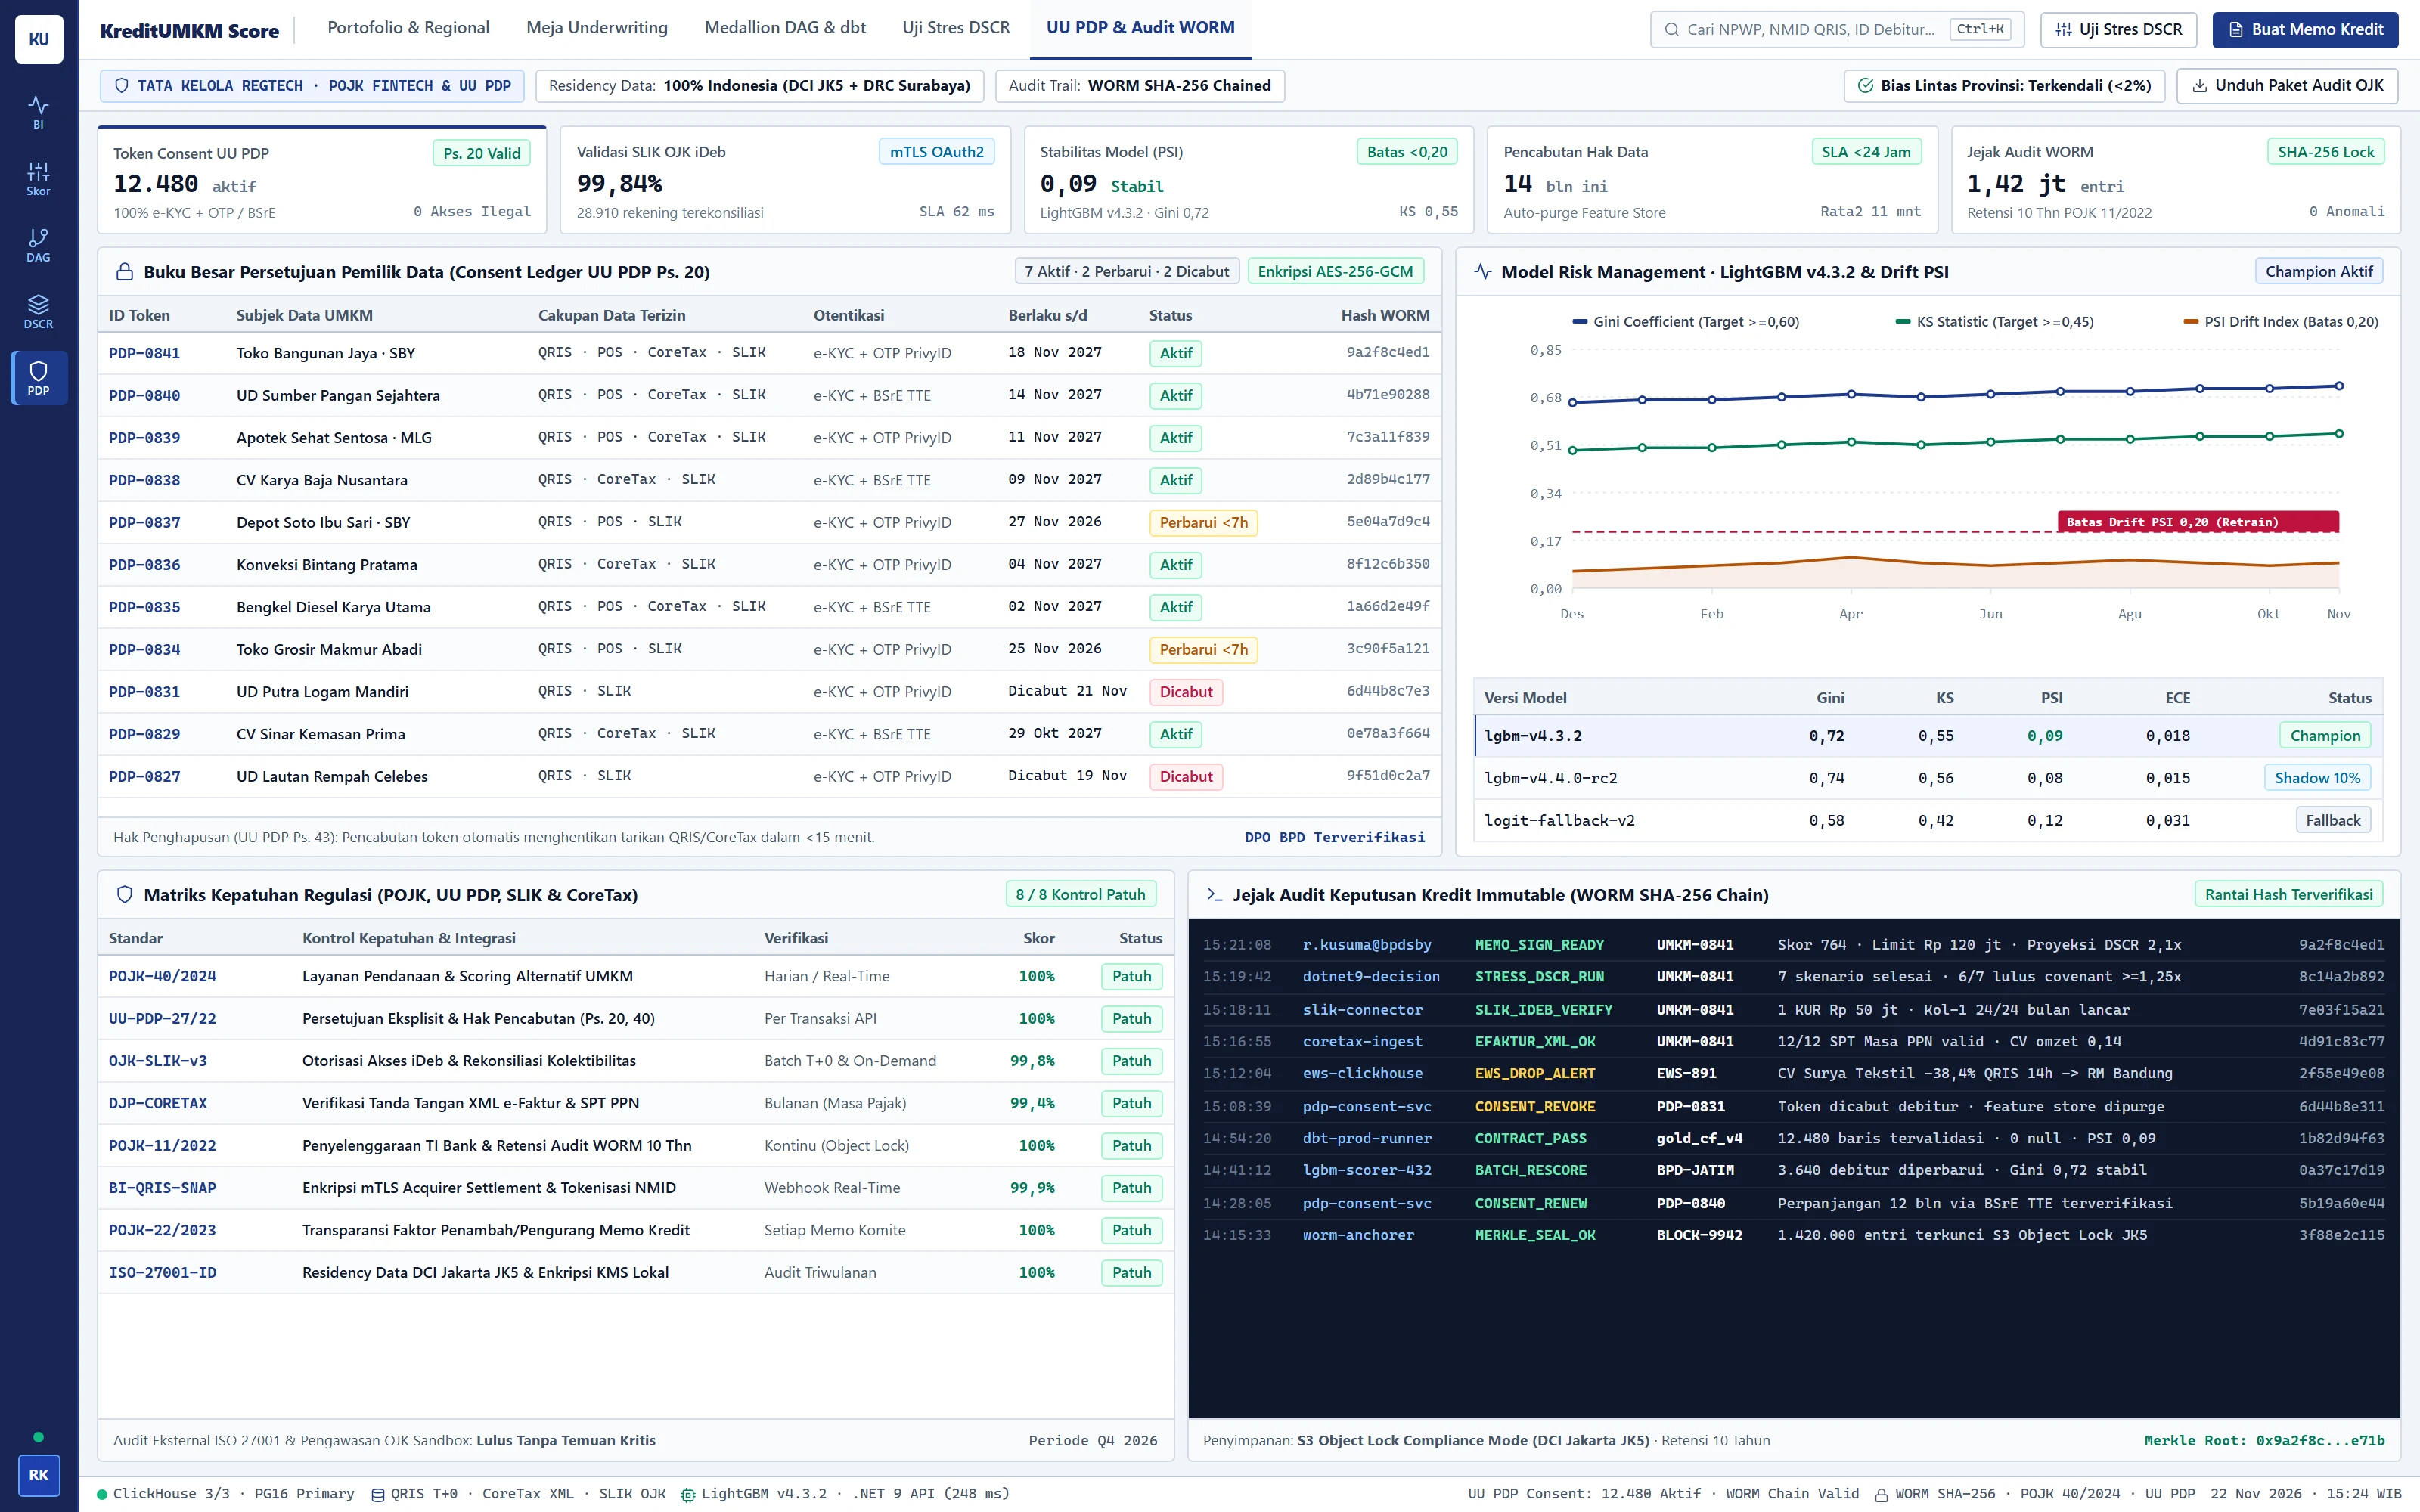 KU
KreditUMKM Score
Portofolio & Regional
Meja Underwriting
Medallion DAG & dbt
Uji Stres DSCR
UU PDP & Audit WORM
Cari NPWP, NMID QRIS, ID Debitur...
Ctrl+K
Uji Stres DSCR
Buat Memo Kredit
BI
Skor
DAG
DSCR
PDP
RK
TATA KELOLA REGTECH · POJK FINTECH & UU PDP
Residency Data: 100% Indonesia (DCI JK5 + DRC Surabaya)
Audit Trail: WORM SHA-256 Chained
Bias Lintas Provinsi: Terkendali (<2%)
Unduh Paket Audit OJK
Token Consent UU PDP
Ps. 20 Valid
12.480 aktif
100% e-KYC + OTP / BSrE
0 Akses Ilegal
Validasi SLIK OJK iDeb
mTLS OAuth2
99,84%
28.910 rekening terekonsiliasi
SLA 62 ms
Stabilitas Model (PSI)
Batas <0,20
0,09 Stabil
LightGBM v4.3.2 · Gini 0,72
KS 0,55
Pencabutan Hak Data
SLA <24 Jam
14 bln ini
Auto-purge Feature Store
Rata2 11 mnt
Jejak Audit WORM
SHA-256 Lock
1,42 jt entri
Retensi 10 Thn POJK 11/2022
0 Anomali
Buku Besar Persetujuan Pemilik Data (Consent Ledger UU PDP Ps. 20)
7 Aktif · 2 Perbarui · 2 Dicabut
Enkripsi AES-256-GCM
ID Token Subjek Data UMKM Cakupan Data Terizin Otentikasi Berlaku s/d Status Hash WORM
PDP-0841 Toko Bangunan Jaya · SBY QRIS · POS · CoreTax · SLIK e-KYC + OTP PrivyID 18 Nov 2027 Aktif 9a2f8c4ed1
PDP-0840 UD Sumber Pangan Sejahtera QRIS · POS · CoreTax · SLIK e-KYC + BSrE TTE 14 Nov 2027 Aktif 4b71e90288
PDP-0839 Apotek Sehat Sentosa · MLG QRIS · POS · CoreTax · SLIK e-KYC + OTP PrivyID 11 Nov 2027 Aktif 7c3a11f839
PDP-0838 CV Karya Baja Nusantara QRIS · CoreTax · SLIK e-KYC + BSrE TTE 09 Nov 2027 Aktif 2d89b4c177
PDP-0837 Depot Soto Ibu Sari · SBY QRIS · POS · SLIK e-KYC + OTP PrivyID 27 Nov 2026 Perbarui <7h 5e04a7d9c4
PDP-0836 Konveksi Bintang Pratama QRIS · CoreTax · SLIK e-KYC + OTP PrivyID 04 Nov 2027 Aktif 8f12c6b350
PDP-0835 Bengkel Diesel Karya Utama QRIS · POS · CoreTax · SLIK e-KYC + BSrE TTE 02 Nov 2027 Aktif 1a66d2e49f
PDP-0834 Toko Grosir Makmur Abadi QRIS · POS · SLIK e-KYC + OTP PrivyID 25 Nov 2026 Perbarui <7h 3c90f5a121
PDP-0831 UD Putra Logam Mandiri QRIS · SLIK e-KYC + OTP PrivyID Dicabut 21 Nov Dicabut 6d44b8c7e3
PDP-0829 CV Sinar Kemasan Prima QRIS · CoreTax · SLIK e-KYC + BSrE TTE 29 Okt 2027 Aktif 0e78a3f664
PDP-0827 UD Lautan Rempah Celebes QRIS · SLIK e-KYC + OTP PrivyID Dicabut 19 Nov Dicabut 9f51d0c2a7
Hak Penghapusan (UU PDP Ps. 43): Pencabutan token otomatis menghentikan tarikan QRIS/CoreTax dalam <15 menit.
DPO BPD Terverifikasi
Model Risk Management · LightGBM v4.3.2 & Drift PSI
Champion Aktif
Gini Coefficient (Target >=0,60)
KS Statistic (Target >=0,45)
PSI Drift Index (Batas 0,20)
0,85
0,68
0,51
0,34
0,17
0,00
Batas Drift PSI 0,20 (Retrain)
Des Feb Apr Jun Agu Okt Nov
Versi Model Gini KS PSI ECE Status
lgbm-v4.3.2 0,72 0,55 0,09 0,018 Champion
lgbm-v4.4.0-rc2 0,74 0,56 0,08 0,015 Shadow 10%
logit-fallback-v2 0,58 0,42 0,12 0,031 Fallback
Matriks Kepatuhan Regulasi (POJK, UU PDP, SLIK & CoreTax)
8 / 8 Kontrol Patuh
Standar Kontrol Kepatuhan & Integrasi Verifikasi Skor Status
POJK-40/2024 Layanan Pendanaan & Scoring Alternatif UMKM Harian / Real-Time 100% Patuh
UU-PDP-27/22 Persetujuan Eksplisit & Hak Pencabutan (Ps. 20, 40) Per Transaksi API 100% Patuh
OJK-SLIK-v3 Otorisasi Akses iDeb & Rekonsiliasi Kolektibilitas Batch T+0 & On-Demand 99,8% Patuh
DJP-CORETAX Verifikasi Tanda Tangan XML e-Faktur & SPT PPN Bulanan (Masa Pajak) 99,4% Patuh
POJK-11/2022 Penyelenggaraan TI Bank & Retensi Audit WORM 10 Thn Kontinu (Object Lock) 100% Patuh
BI-QRIS-SNAP Enkripsi mTLS Acquirer Settlement & Tokenisasi NMID Webhook Real-Time 99,9% Patuh
POJK-22/2023 Transparansi Faktor Penambah/Pengurang Memo Kredit Setiap Memo Komite 100% Patuh
ISO-27001-ID Residency Data DCI Jakarta JK5 & Enkripsi KMS Lokal Audit Triwulanan 100% Patuh
Audit Eksternal ISO 27001 & Pengawasan OJK Sandbox: Lulus Tanpa Temuan Kritis
Periode Q4 2026
Jejak Audit Keputusan Kredit Immutable (WORM SHA-256 Chain)
Rantai Hash Terverifikasi
15:21:08 r.kusuma@bpdsby MEMO_SIGN_READY UMKM-0841 Skor 764 · Limit Rp 120 jt · Proyeksi DSCR 2,1x 9a2f8c4ed1
15:19:42 dotnet9-decision STRESS_DSCR_RUN UMKM-0841 7 skenario selesai · 6/7 lulus covenant >=1,25x 8c14a2b892
15:18:11 slik-connector SLIK_IDEB_VERIFY UMKM-0841 1 KUR Rp 50 jt · Kol-1 24/24 bulan lancar 7e03f15a21
15:16:55 coretax-ingest EFAKTUR_XML_OK UMKM-0841 12/12 SPT Masa PPN valid · CV omzet 0,14 4d91c83c77
15:12:04 ews-clickhouse EWS_DROP_ALERT EWS-891 CV Surya Tekstil -38,4% QRIS 14h -> RM Bandung 2f55e49e08
15:08:39 pdp-consent-svc CONSENT_REVOKE PDP-0831 Token dicabut debitur · feature store dipurge 6d44b8e311
14:54:20 dbt-prod-runner CONTRACT_PASS gold_cf_v4 12.480 baris tervalidasi · 0 null · PSI 0,09 1b82d94f63
14:41:12 lgbm-scorer-432 BATCH_RESCORE BPD-JATIM 3.640 debitur diperbarui · Gini 0,72 stabil 0a37c17d19
14:28:05 pdp-consent-svc CONSENT_RENEW PDP-0840 Perpanjangan 12 bln via BSrE TTE terverifikasi 5b19a60e44
14:15:33 worm-anchorer MERKLE_SEAL_OK BLOCK-9942 1.420.000 entri terkunci S3 Object Lock JK5 3f88e2c115
Penyimpanan: S3 Object Lock Compliance Mode (DCI Jakarta JK5) · Retensi 10 Tahun
Merkle Root: 0x9a2f8c...e71b
ClickHouse 3/3 · PG16 Primary QRIS T+0 · CoreTax XML · SLIK OJK LightGBM v4.3.2 · .NET 9 API (248 ms)
UU PDP Consent: 12.480 Aktif · WORM Chain Valid WORM SHA-256 · POJK 40/2024 · UU PDP 22 Nov 2026 · 15:24 WIB